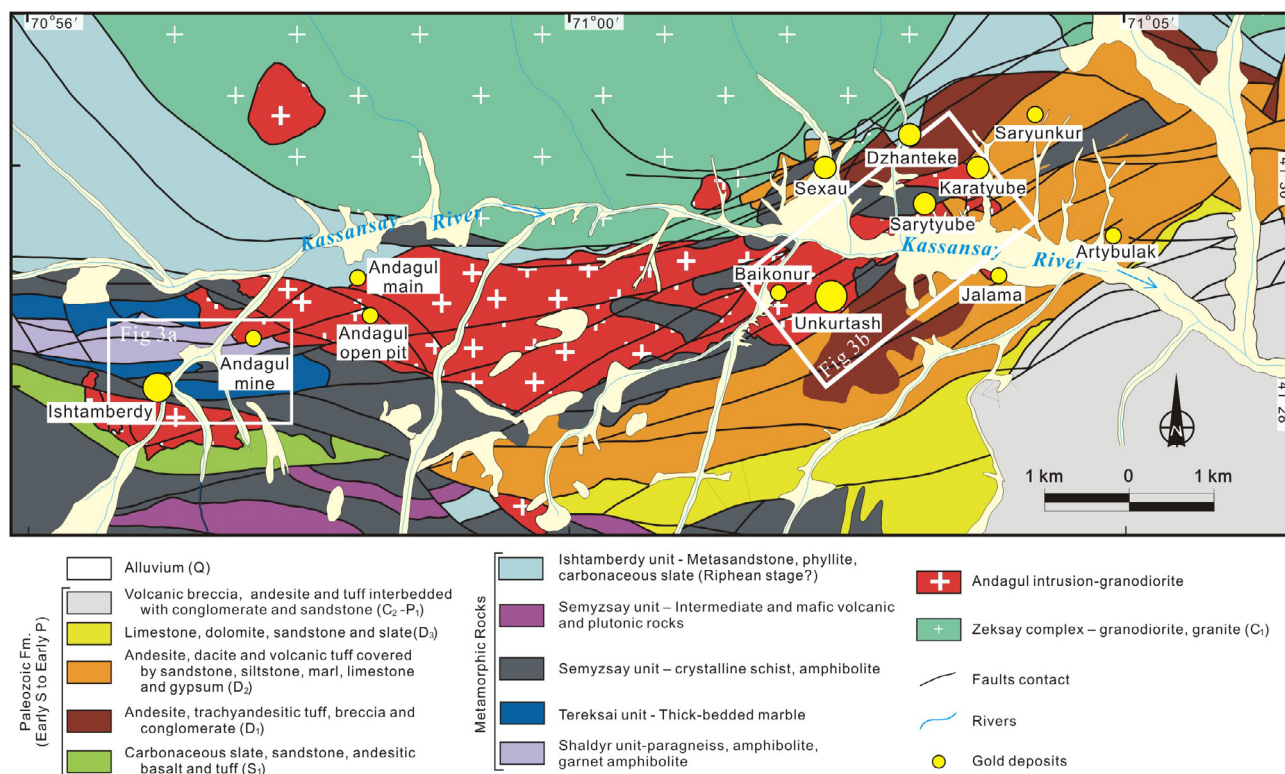 70°56'
71°00'
71°05'
Saryunkur
Dzhanteke
Sexau
Karatyube
41°30'
Kassansay River
Sarytyube
Kassansay River
Artybulak
Andagul
main
Baikonur
Jalama
Andagul
open pit
Unkurtash
Fig 3a
Fig 3b
Andagul
mine
Ishtamberdy
41°28'
N
1 km 0 1 km
Alluvium (Q)
Volcanic breccia, andesite and tuff interbedded
with conglomerate and sandstone (C₂-P₁)
Limestone, dolomite, sandstone and slate(D₃)
Andesite, dacite and volcanic tuff covered
by sandstone, siltstone, marl, limestone
and gypsum (D₂)
Andesite, trachyandesitic tuff, breccia and
conglomerate (D₁)
Carbonaceous slate, sandstone, andesitic
basalt and tuff (S₁)
Paleozoic Fm.
(Early S to Early P)
Ishtamberdy unit - Metasandstone, phyllite,
carbonaceous slate (Riphean stage?)
Semyzsay unit – Intermediate and mafic volcanic
and plutonic rocks
Semyzsay unit – crystalline schist, amphibolite
Tereksai unit - Thick-bedded marble
Shaldyr unit-paragneiss, amphibolite,
garnet amphibolite
Metamorphic Rocks
Andagul intrusion-granodiorite
Zeksay complex – granodiorite, granite (C₁)
Faults contact
Rivers
Gold deposits